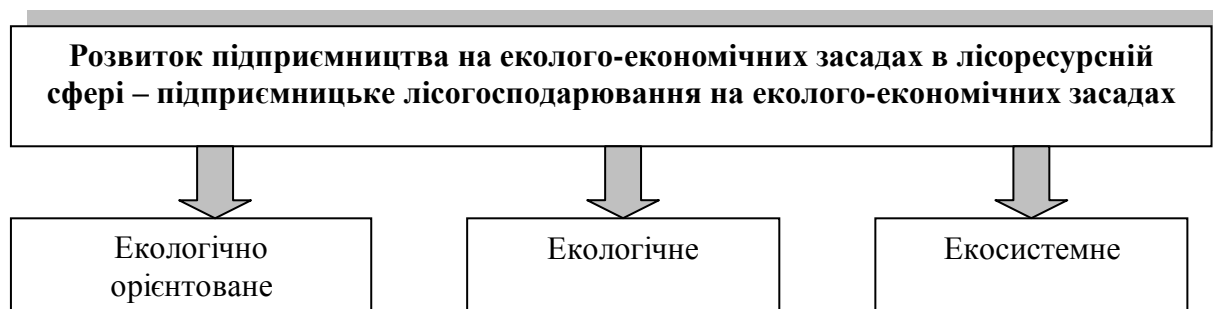 Розвиток підприємництва на еколого-економічних засадах в лісоресурсній
сфері – підприємницьке лісогосподарювання на еколого-економічних засадах
Екологічно
орієнтоване
Екологічне
Екосистемне